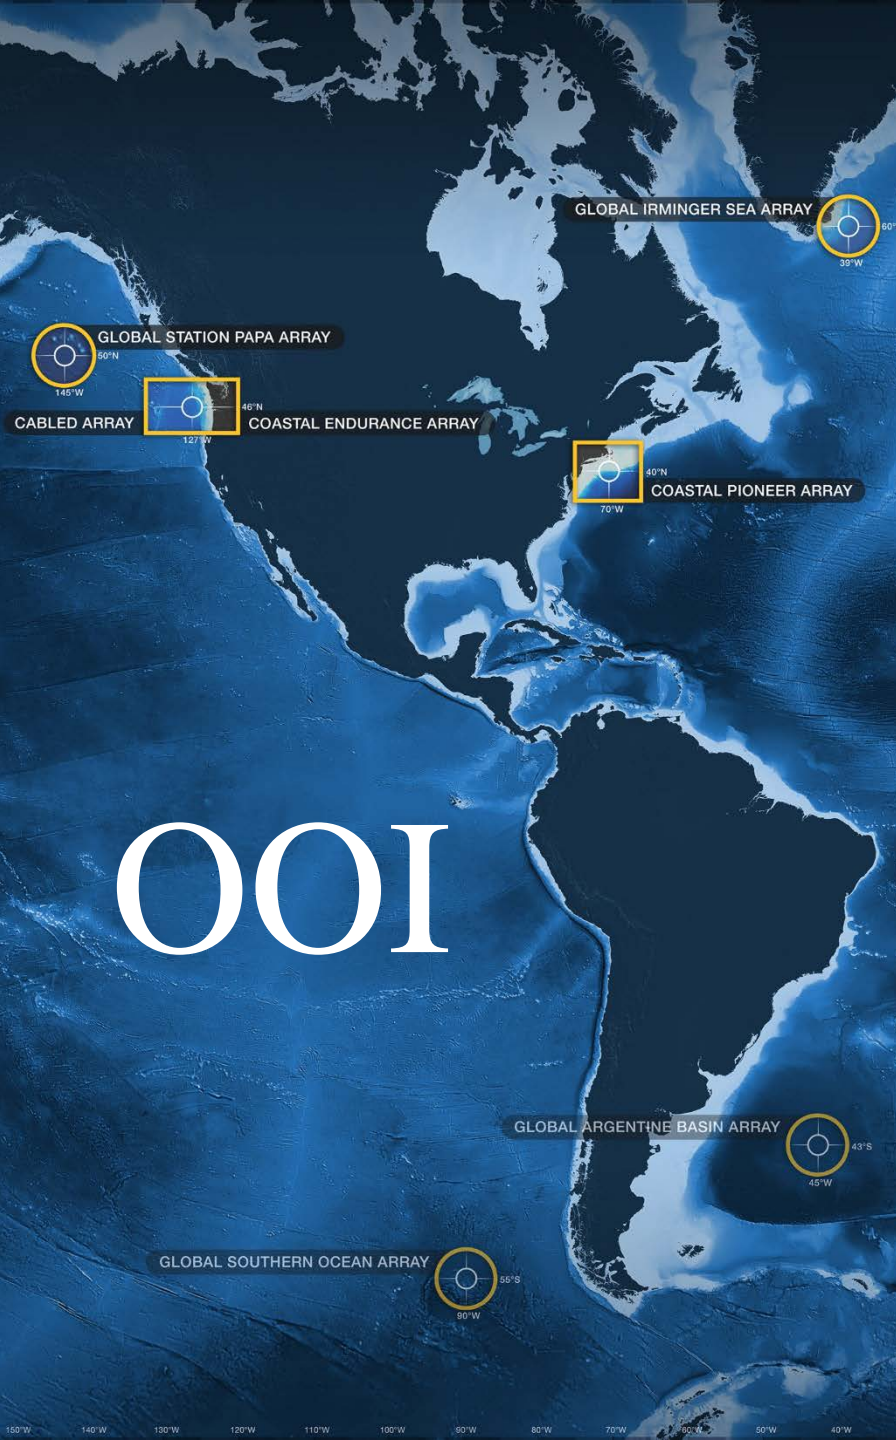 GLOBAL IRMINGER SEA ARRAY
60°
39°W
GLOBAL STATION PAPA ARRAY
50°N
145°W
CABLED ARRAY
46°N
COASTAL ENDURANCE ARRAY
127°W
40°N
COASTAL PIONEER ARRAY
70°W
OOI
GLOBAL ARGENTINE BASIN ARRAY
43°S
45°W
GLOBAL SOUTHERN OCEAN ARRAY
55°S
90°W
150°W 140°W 130°W 120°W 110°W 100°W 90°W 80°W 70°W 60°W 50°W 40°W